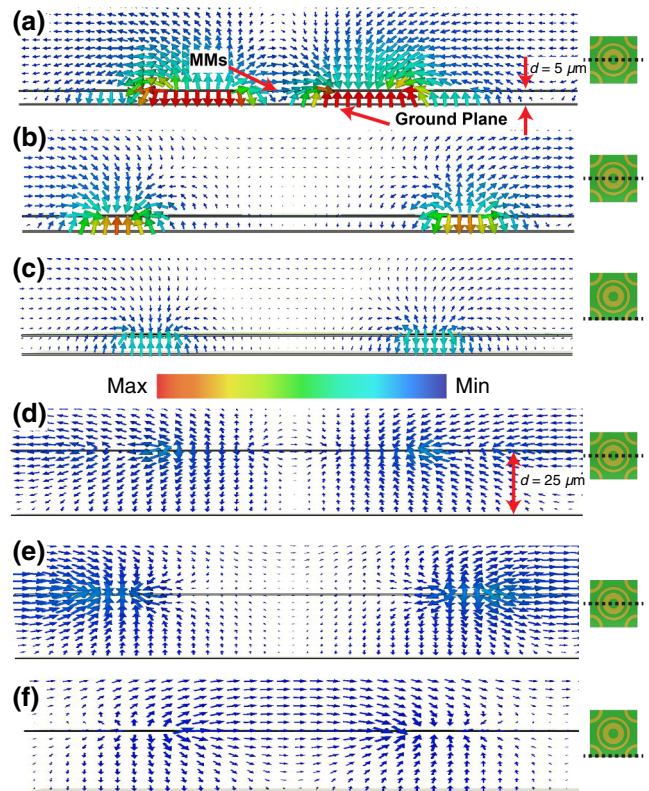 (a)
MMs
d = 5 μm
Ground Plane
(b)
(c)
Max Min
(d)
d = 25 μm
(e)
(f)